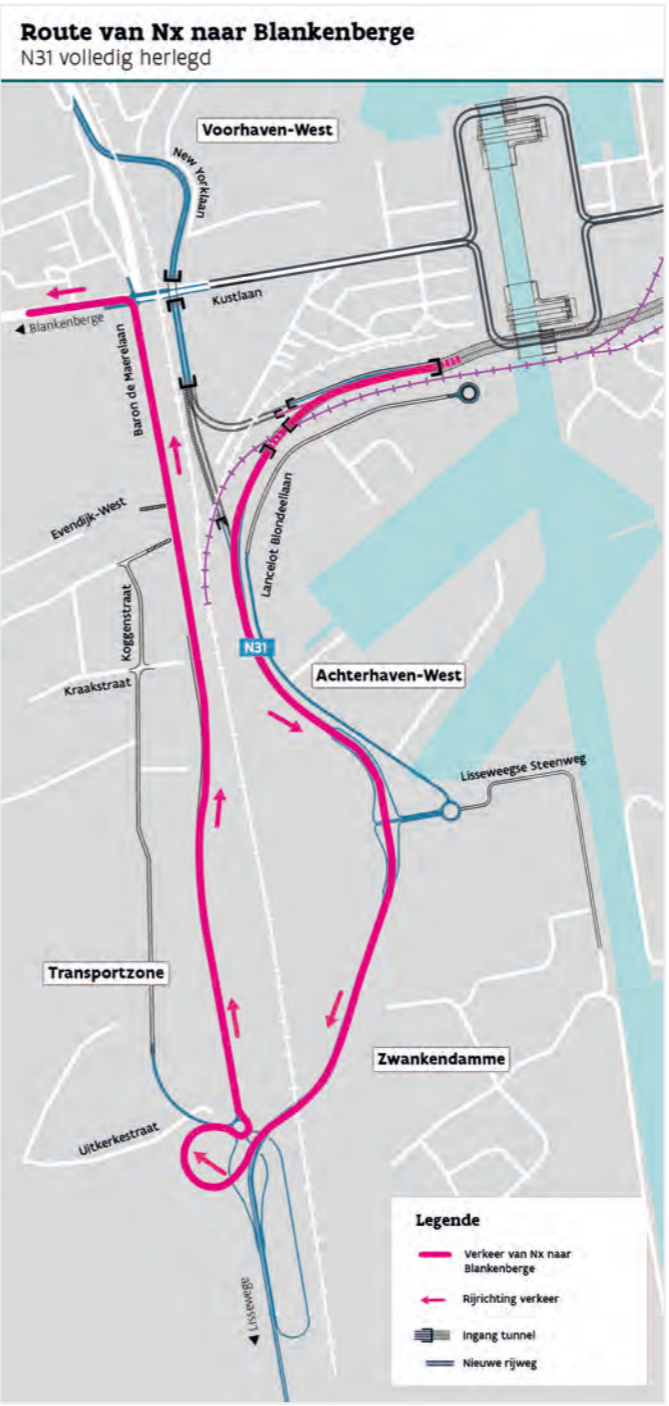 Route van Nx naar Blankenberge
N31 volledig herlegd
Voorhaven-West
New Yorklaan
Kustlaan
◀ Blankenberge
Baron de Maerelaan
Evendijk-West
Lancelot Blondeellaan
Koggenstraat
N31
Kraakstraat
Achterhaven-West
Lisseweegse Steenweg
Transportzone
Zwankendamme
Uitkerkestraat
◀ Lissewege
Legende
Verkeer van Nx naar
Blankenberge
Rijrichting verkeer
Ingang tunnel
Nieuwe rijweg